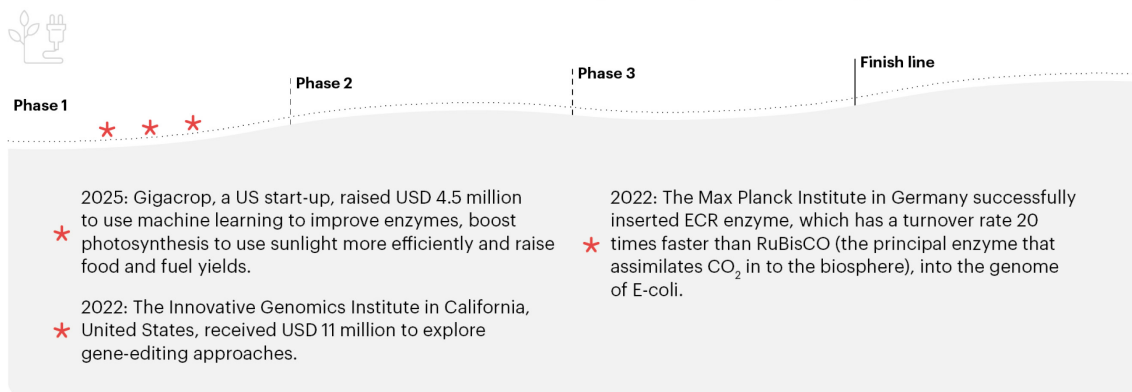 Phase 1
Phase 2
Phase 3
Finish line
2025: Gigacrop, a US start-up, raised USD 4.5 million
to use machine learning to improve enzymes, boost
photosynthesis to use sunlight more efficiently and raise
food and fuel yields.
2022: The Innovative Genomics Institute in California,
United States, received USD 11 million to explore
gene-editing approaches.
2022: The Max Planck Institute in Germany successfully
inserted ECR enzyme, which has a turnover rate 20
times faster than RuBisCO (the principal enzyme that
assimilates CO₂ in to the biosphere), into the genome
of E-coli.